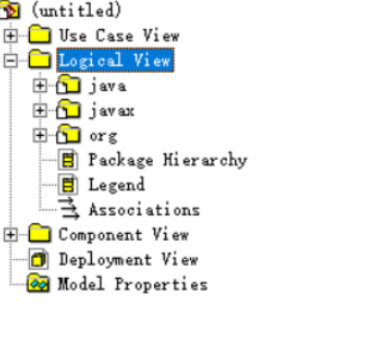 (untitled)
Use Case View
Logical View
java
javax
org
Package Hierarchy
Legend
Associations
Component View
Deployment View
Model Properties